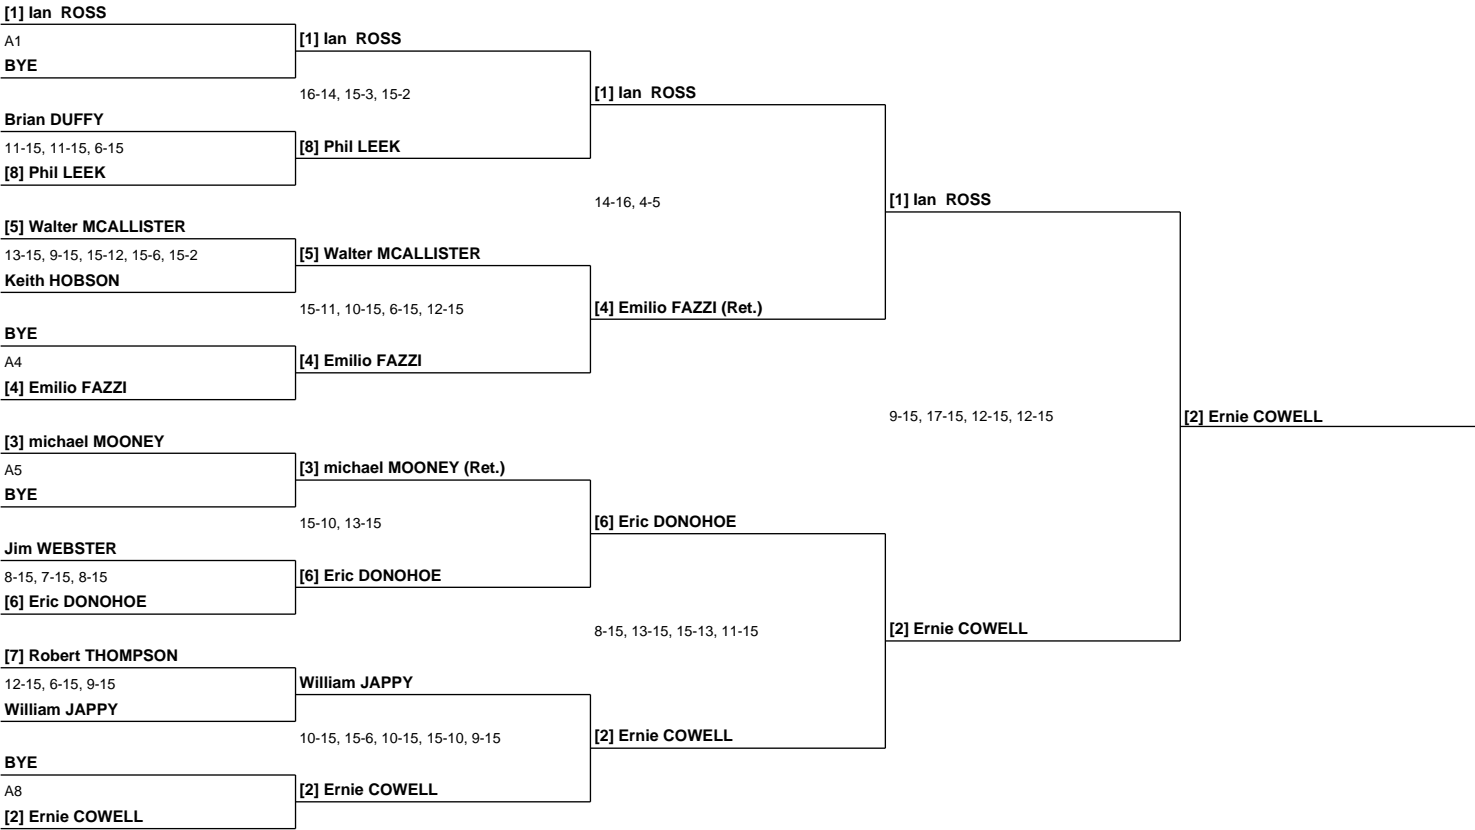 [1] Ian  ROSS
A1
BYE
Brian DUFFY
11-15, 11-15, 6-15
[8] Phil LEEK
[5] Walter MCALLISTER
13-15, 9-15, 15-12, 15-6, 15-2
Keith HOBSON
BYE
A4
[4] Emilio FAZZI
[3] michael MOONEY
A5
BYE
Jim WEBSTER
8-15, 7-15, 8-15
[6] Eric DONOHOE
[7] Robert THOMPSON
12-15, 6-15, 9-15
William JAPPY
BYE
A8
[2] Ernie COWELL
[1] Ian  ROSS
16-14, 15-3, 15-2
[8] Phil LEEK
[5] Walter MCALLISTER
15-11, 10-15, 6-15, 12-15
[4] Emilio FAZZI
[3] michael MOONEY (Ret.)
15-10, 13-15
[6] Eric DONOHOE
William JAPPY
10-15, 15-6, 10-15, 15-10, 9-15
[2] Ernie COWELL
[1] Ian  ROSS
14-16, 4-5
[4] Emilio FAZZI (Ret.)
[6] Eric DONOHOE
8-15, 13-15, 15-13, 11-15
[2] Ernie COWELL
[1] Ian  ROSS
9-15, 17-15, 12-15, 12-15
[2] Ernie COWELL
[2] Ernie COWELL